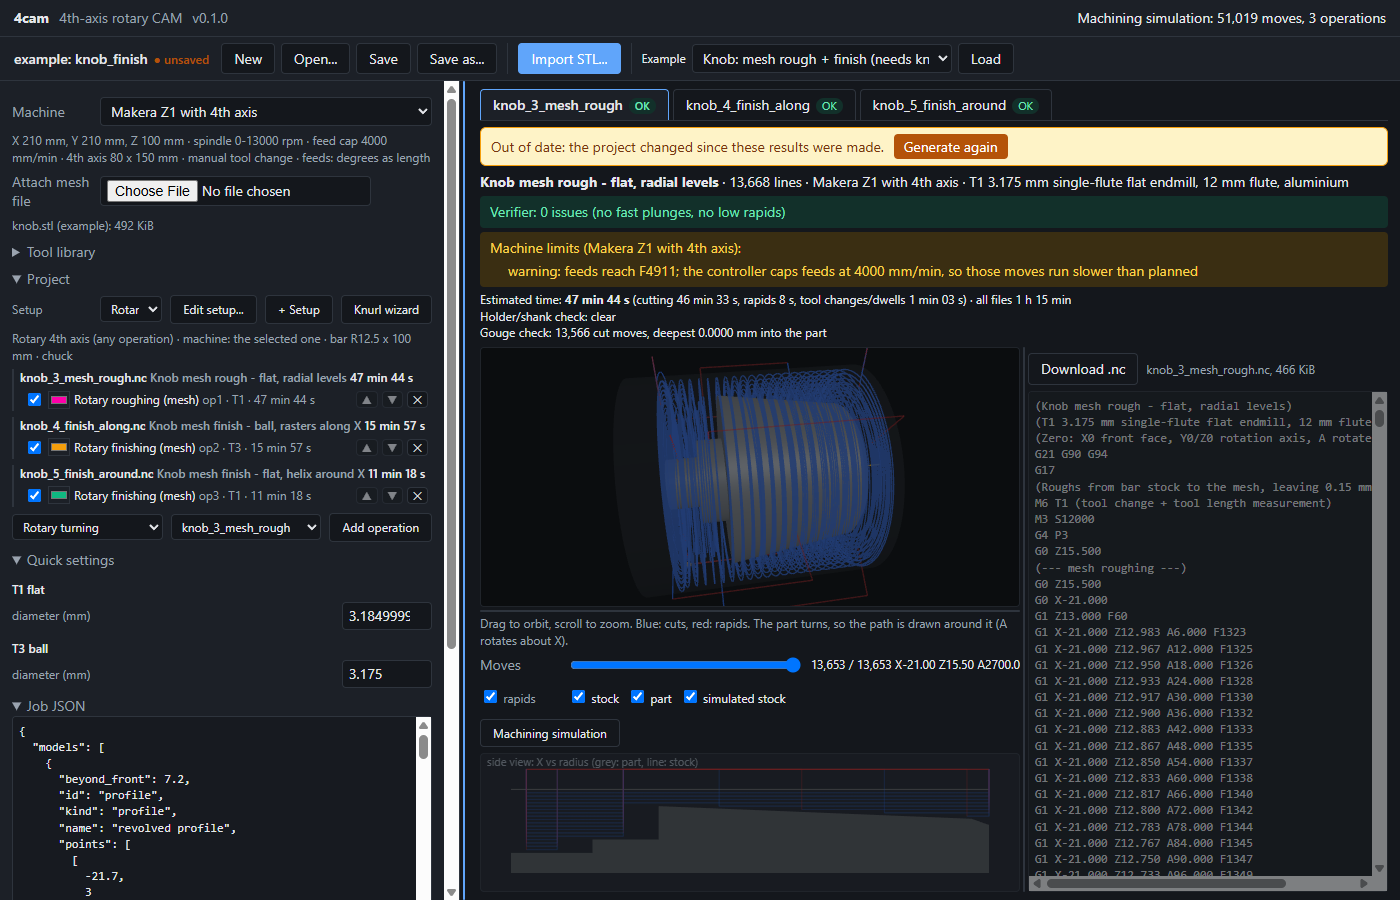 4cam 4th-axis rotary CAM v0.1.0
Machining simulation: 51,019 moves, 3 operations
example: knob_finish • unsaved New Open... Save Save as... Import STL... Example Knob: mesh rough + finish (needs kn Load
Machine Makera Z1 with 4th axis
X 210 mm, Y 210 mm, Z 100 mm · spindle 0-13000 rpm · feed cap 4000
mm/min · 4th axis 80 x 150 mm · manual tool change · feeds: degrees as length
Attach mesh
file
Choose File No file chosen
knob.stl (example): 492 KiB
Tool library
Project
Setup Rotar Edit setup... + Setup Knurl wizard
Rotary 4th axis (any operation) · machine: the selected one · bar R12.5 x 100
mm · chuck
knob_3_mesh_rough.nc Knob mesh rough - flat, radial levels 47 min 44 s
Rotary roughing (mesh) op1 · T1 · 47 min 44 s
knob_4_finish_along.nc Knob mesh finish - ball, rasters along X 15 min 57 s
Rotary finishing (mesh) op2 · T3 · 15 min 57 s
knob_5_finish_around.nc Knob mesh finish - flat, helix around X 11 min 18 s
Rotary finishing (mesh) op3 · T1 · 11 min 18 s
Rotary turning knob_3_mesh_rough Add operation
Quick settings
T1 flat
diameter (mm) 3.1849999
T3 ball
diameter (mm) 3.175
Job JSON
{
"models": [
{
"beyond_front": 7.2,
"id": "profile",
"kind": "profile",
"name": "revolved profile",
"points": [
[
-21.7,
3
knob_3_mesh_rough OK knob_4_finish_along OK knob_5_finish_around OK
Out of date: the project changed since these results were made. Generate again
Knob mesh rough - flat, radial levels · 13,668 lines · Makera Z1 with 4th axis · T1 3.175 mm single-flute flat endmill, 12 mm flute, aluminium
Verifier: 0 issues (no fast plunges, no low rapids)
Machine limits (Makera Z1 with 4th axis):
warning: feeds reach F4911; the controller caps feeds at 4000 mm/min, so those moves run slower than planned
Estimated time: 47 min 44 s (cutting 46 min 33 s, rapids 8 s, tool changes/dwells 1 min 03 s) · all files 1 h 15 min
Holder/shank check: clear
Gouge check: 13,566 cut moves, deepest 0.0000 mm into the part
Drag to orbit, scroll to zoom. Blue: cuts, red: rapids. The part turns, so the path is drawn around it (A
rotates about X).
Moves 13,653 / 13,653 X-21.00 Z15.50 A2700.0
rapids stock part simulated stock
Machining simulation
side view: X vs radius (grey: part, line: stock)
Download .nc knob_3_mesh_rough.nc, 466 KiB
(Knob mesh rough - flat, radial levels)
(T1 3.175 mm single-flute flat endmill, 12 mm flute
(Zero: X0 front face, Y0/Z0 rotation axis, A rotate
G21 G90 G94
G17
(Roughs from bar stock to the mesh, leaving 0.15 mm
M6 T1 (tool change + tool length measurement)
M3 S12000
G4 P3
G0 Z15.500
(--- mesh roughing ---)
G0 Z15.500
G0 X-21.000
G1 Z13.000 F60
G1 X-21.000 Z12.983 A6.000 F1323
G1 X-21.000 Z12.967 A12.000 F1325
G1 X-21.000 Z12.950 A18.000 F1326
G1 X-21.000 Z12.933 A24.000 F1328
G1 X-21.000 Z12.917 A30.000 F1330
G1 X-21.000 Z12.900 A36.000 F1332
G1 X-21.000 Z12.883 A42.000 F1333
G1 X-21.000 Z12.867 A48.000 F1335
G1 X-21.000 Z12.850 A54.000 F1337
G1 X-21.000 Z12.833 A60.000 F1338
G1 X-21.000 Z12.817 A66.000 F1340
G1 X-21.000 Z12.800 A72.000 F1342
G1 X-21.000 Z12.783 A78.000 F1344
G1 X-21.000 Z12.767 A84.000 F1345
G1 X-21.000 Z12.750 A90.000 F1347
G1 X-21.000 Z12.733 A96.000 F1349